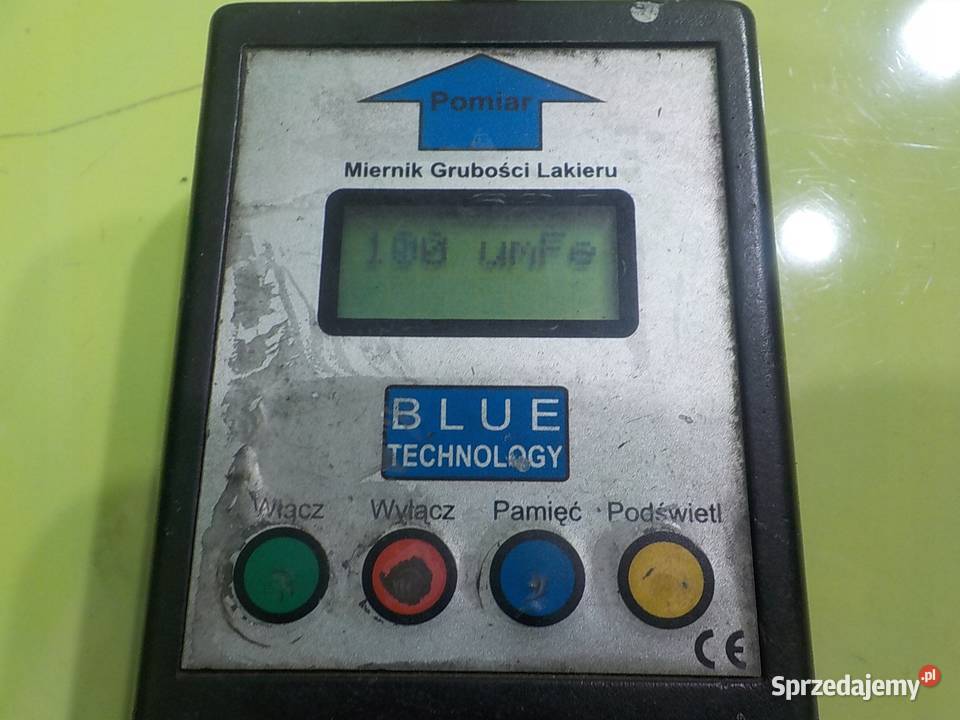 Pomiar
Miernik Grubości Lakieru
100 umFe
BLUE
TECHNOLOGY
Włącz Wyłącz Pamięć Podświetl
CE
Sprzedajemy.pl